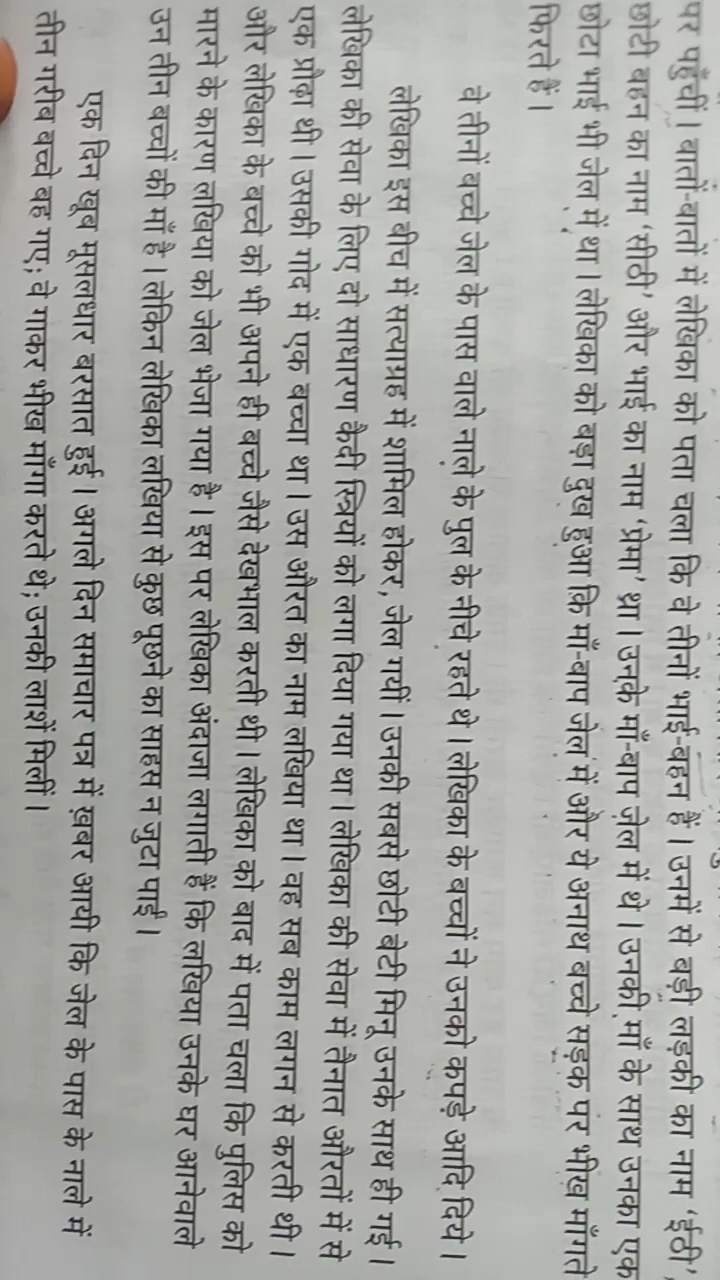 पर पहुँचीं। बातों-बातों में लेखिका को पता चला कि वे तीनों भाई-बहन हैं। उनमें से बड़ी लड़की का नाम 'ईठी',
छोटी बहन का नाम 'मीठी' और भाई का नाम 'प्रेमा' था। उनके माँ-बाप जेल में थे। उनकी माँ के साथ उनका एक
छोटा भाई भी जेल में था। लेखिका को बड़ा दुख हुआ कि माँ-बाप जेल में और ये अनाथ बच्चे सड़क पर भीख माँगते
फिरते हैं।
वे तीनों बच्चे जेल के पास वाले नाले के पुल के नीचे रहते थे। लेखिका के बच्चों ने उनको कपड़े आदि दिये।
लेखिका इस बीच में सत्याग्रह में शामिल होकर, जेल गयीं। उनकी सबसे छोटी बेटी मिनू उनके साथ ही गई।
लेखिका की सेवा के लिए दो साधारण कैदी स्त्रियों को लगा दिया गया था। लेखिका की सेवा में तैनात औरतों में से
एक प्रौढ़ा थी। उसकी गोद में एक बच्चा था। उस औरत का नाम लखिया था। वह सब काम लगन से करती थी।
और लेखिका के बच्चे को भी अपने ही बच्चे जैसे देखभाल करती थी। लेखिका को बाद में पता चला कि पुलिस को
मारने के कारण लखिया को जेल भेजा गया है। इस पर लेखिका अंदाजा लगाती हैं कि लखिया उनके घर आनेवाले
उन तीन बच्चों की माँ है। लेकिन लेखिका लखिया से कुछ पूछने का साहस न जुटा पाई।
एक दिन खूब मूसलधार बरसात हुई। अगले दिन समाचार पत्र में ख़बर आयी कि जेल के पास के नाले में
तीन गरीब बच्चे बह गए; वे गाकर भीख माँगा करते थे; उनकी लाशें मिलीं।